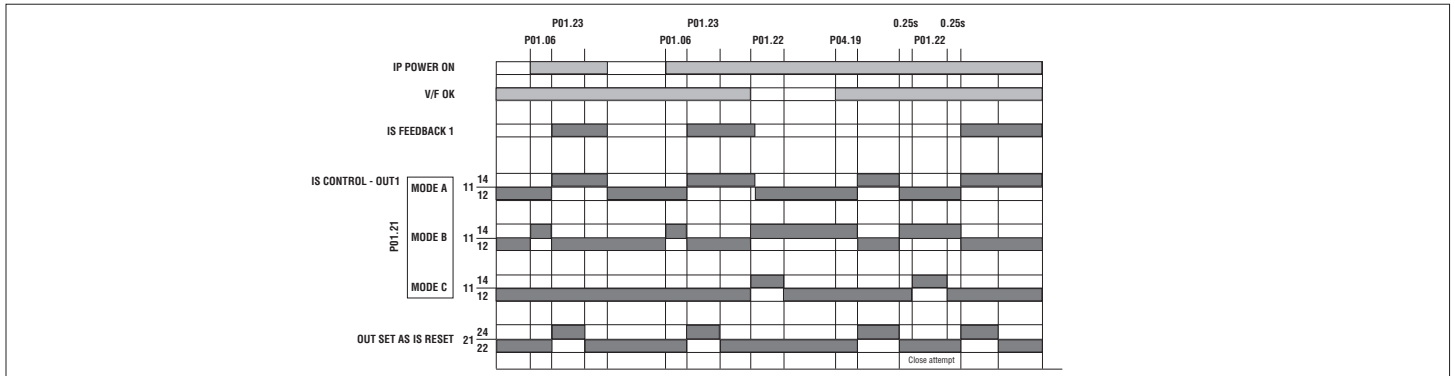 P01.23 P01.23 0.25s 0.25s
P01.06 P01.06 P01.22 P04.19 P01.22
IP POWER ON
V/F OK
IS FEEDBACK 1
IS CONTROL - OUT1
P01.21
MODE A 11 14
12
MODE B 11 14
12
MODE C 11 14
12
OUT SET AS IS RESET 21 24
22
Close attempt